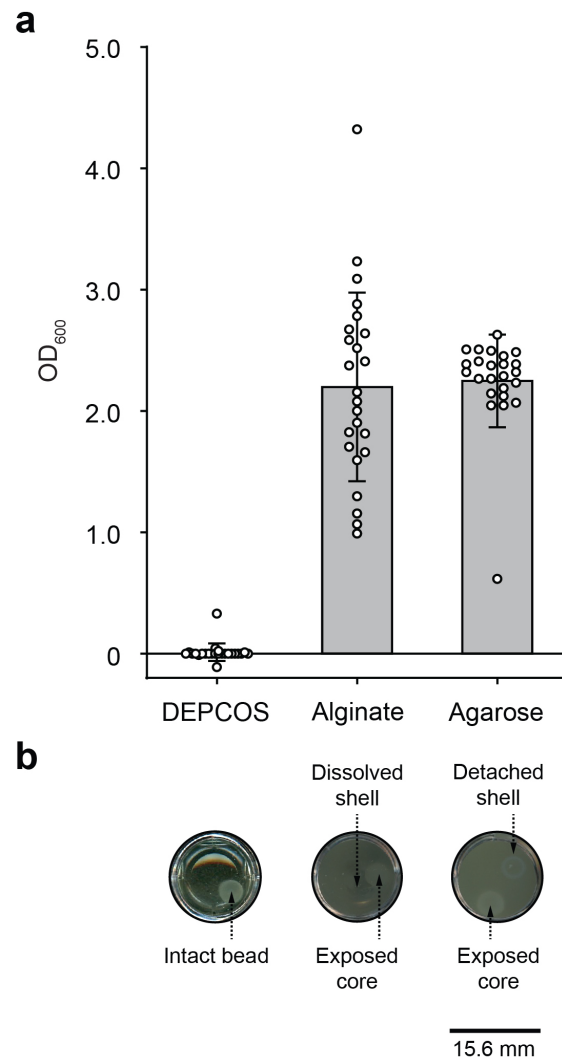 a
5.0
4.0
3.0
2.0
1.0
0
OD600
DEPCOS
Alginate
Agarose
b
Dissolved
shell
Detached
shell
Intact bead
Exposed
core
Exposed
core
15.6 mm